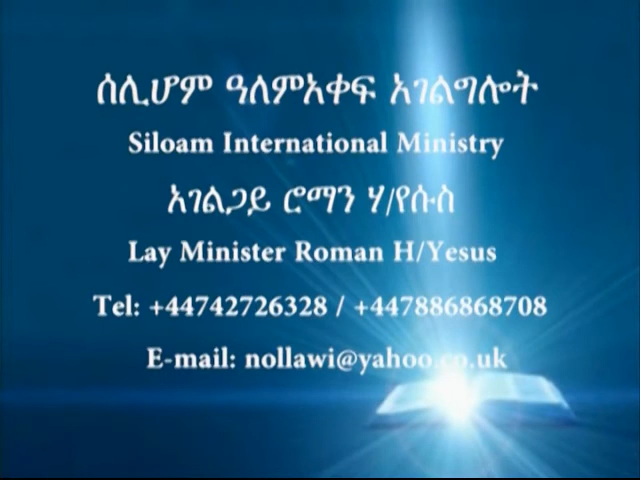 ሰሊሆም ዓለምአቀፍ አገልግሎት
Siloam International Ministry
አገልጋይ ሮማን ሃ/የሱስ
Lay Minister Roman H/Yesus
Tel: +44742726328 / +447886868708
E-mail: nollawi@yahoo.co.uk